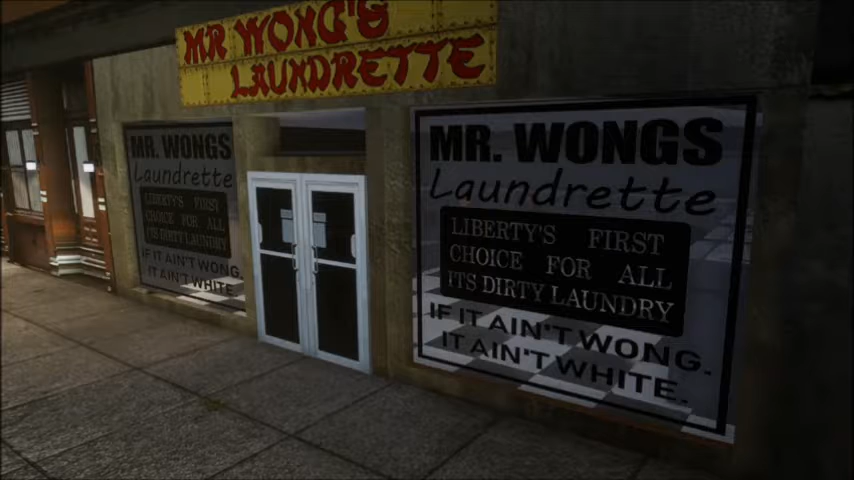 MR WONG'S
LAUNDRETTE
MR. WONGS
Laundrette
LIBERTY'S FIRST
CHOICE FOR ALL
ITS DIRTY LAUNDRY
IF IT AIN'T WONG.
IT AIN'T WHITE
MR. WONGS
Laundrette
LIBERTY'S FIRST
CHOICE FOR ALL
ITS DIRTY LAUNDRY
IF IT AIN'T WONG.
IT AIN'T WHITE.